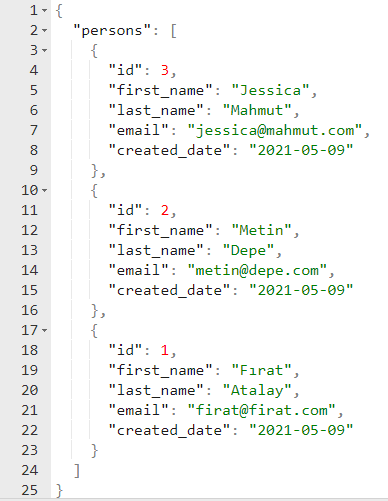 1 {
2 "persons": [
3 {
4 "id": 3,
5 "first_name": "Jessica",
6 "last_name": "Mahmut",
7 "email": "jessica@mahmut.com",
8 "created_date": "2021-05-09"
9 },
10 {
11 "id": 2,
12 "first_name": "Metin",
13 "last_name": "Depe",
14 "email": "metin@depe.com",
15 "created_date": "2021-05-09"
16 },
17 {
18 "id": 1,
19 "first_name": "Fırat",
20 "last_name": "Atalay",
21 "email": "firat@firat.com",
22 "created_date": "2021-05-09"
23 }
24 ]
25 }